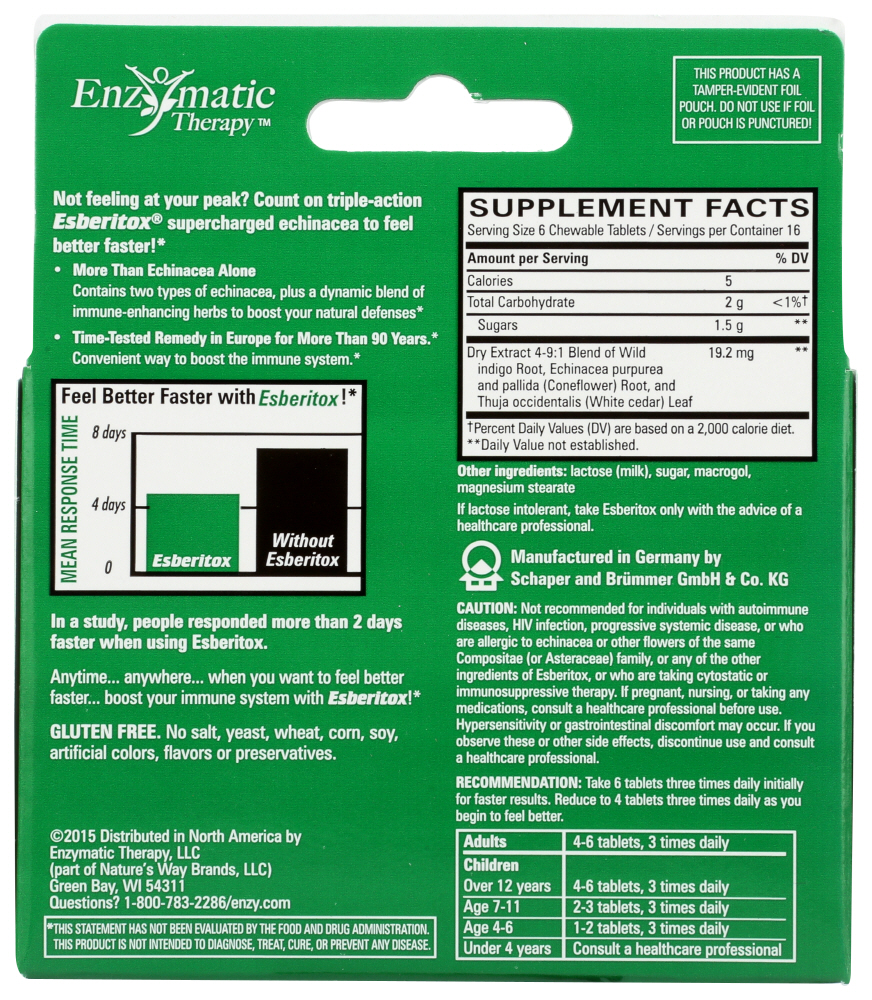 Enzymatic
Therapy™
THIS PRODUCT HAS A
TAMPER-EVIDENT FOIL
POUCH. DO NOT USE IF FOIL
OR POUCH IS PUNCTURED!
Not feeling at your peak? Count on triple-action
Esberitox® supercharged echinacea to feel
better faster!*
• More Than Echinacea Alone
Contains two types of echinacea, plus a dynamic blend of
immune-enhancing herbs to boost your natural defenses*
• Time-Tested Remedy in Europe for More Than 90 Years.*
Convenient way to boost the immune system.*
Feel Better Faster with Esberitox!*
MEAN RESPONSE TIME
8 days
4 days
0
Esberitox
Without
Esberitox
In a study, people responded more than 2 days
faster when using Esberitox.
Anytime... anywhere... when you want to feel better
faster... boost your immune system with Esberitox!*
GLUTEN FREE. No salt, yeast, wheat, corn, soy,
artificial colors, flavors or preservatives.
©2015 Distributed in North America by
Enzymatic Therapy, LLC
(part of Nature's Way Brands, LLC)
Green Bay, WI 54311
Questions? 1-800-783-2286/enzy.com
*THIS STATEMENT HAS NOT BEEN EVALUATED BY THE FOOD AND DRUG ADMINISTRATION.
THIS PRODUCT IS NOT INTENDED TO DIAGNOSE, TREAT, CURE, OR PREVENT ANY DISEASE.
SUPPLEMENT FACTS
Serving Size 6 Chewable Tablets / Servings per Container 16
Amount per Serving % DV
Calories 5
Total Carbohydrate 2 g <1%†
Sugars 1.5 g **
Dry Extract 4-9:1 Blend of Wild 19.2 mg **
indigo Root, Echinacea purpurea
and pallida (Coneflower) Root, and
Thuja occidentalis (White cedar) Leaf
†Percent Daily Values (DV) are based on a 2,000 calorie diet.
**Daily Value not established.
Other ingredients: lactose (milk), sugar, macrogol,
magnesium stearate
If lactose intolerant, take Esberitox only with the advice of a
healthcare professional.
Manufactured in Germany by
Schaper and Brümmer GmbH & Co. KG
CAUTION: Not recommended for individuals with autoimmune
diseases, HIV infection, progressive systemic disease, or who
are allergic to echinacea or other flowers of the same
Compositae (or Asteraceae) family, or any of the other
ingredients of Esberitox, or who are taking cytostatic or
immunosuppressive therapy. If pregnant, nursing, or taking any
medications, consult a healthcare professional before use.
Hypersensitivity or gastrointestinal discomfort may occur. If you
observe these or other side effects, discontinue use and consult
a healthcare professional.
RECOMMENDATION: Take 6 tablets three times daily initially
for faster results. Reduce to 4 tablets three times daily as you
begin to feel better.
Adults 4-6 tablets, 3 times daily
Children
Over 12 years 4-6 tablets, 3 times daily
Age 7-11 2-3 tablets, 3 times daily
Age 4-6 1-2 tablets, 3 times daily
Under 4 years Consult a healthcare professional